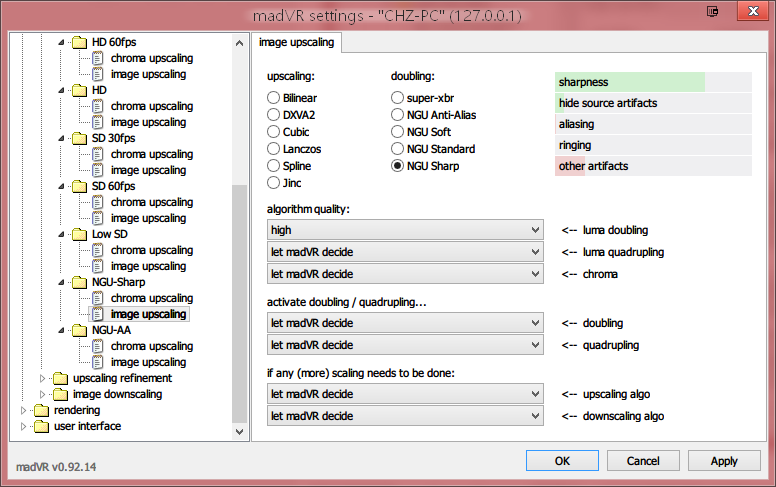 madVR settings - "CHZ-PC" (127.0.0.1)
HD 60fps
chroma upscaling
image upscaling
HD
chroma upscaling
image upscaling
SD 30fps
chroma upscaling
image upscaling
SD 60fps
chroma upscaling
image upscaling
Low SD
chroma upscaling
image upscaling
NGU-Sharp
chroma upscaling
image upscaling
NGU-AA
chroma upscaling
image upscaling
upscaling refinement
image downscaling
rendering
user interface
madVR v0.92.14
image upscaling
upscaling:
Bilinear
DXVA2
Cubic
Lanczos
Spline
Jinc
doubling:
super-xbr
NGU Anti-Alias
NGU Soft
NGU Standard
NGU Sharp
sharpness
hide source artifacts
aliasing
ringing
other artifacts
algorithm quality:
high <-- luma doubling
let madVR decide <-- luma quadrupling
let madVR decide <-- chroma
activate doubling / quadrupling...
let madVR decide <-- doubling
let madVR decide <-- quadrupling
if any (more) scaling needs to be done:
let madVR decide <-- upscaling algo
let madVR decide <-- downscaling algo
OK Cancel Apply